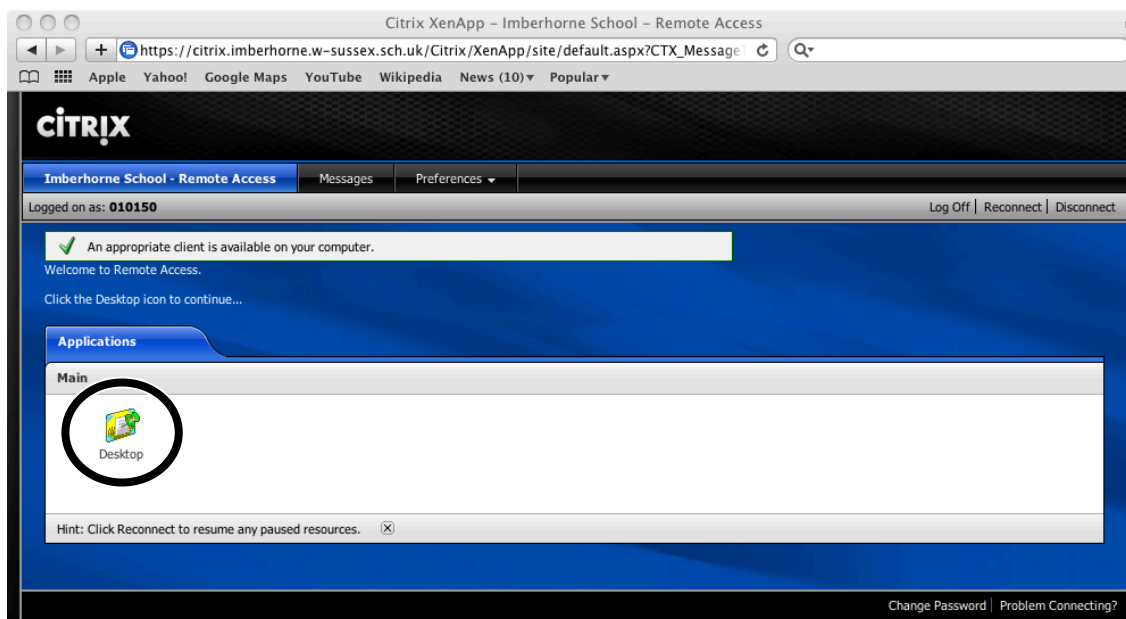 Citrix XenApp – Imberhorne School – Remote Access
https://citrix.imberhorne.w-sussex.sch.uk/Citrix/XenApp/site/default.aspx?CTX_Message
Apple Yahoo! Google Maps YouTube Wikipedia News (10) Popular
CITRIX
Imberhorne School - Remote Access Messages Preferences
Logged on as: 010150 Log Off | Reconnect | Disconnect
An appropriate client is available on your computer.
Welcome to Remote Access.
Click the Desktop icon to continue...
Applications
Main
Desktop
Hint: Click Reconnect to resume any paused resources.
Change Password | Problem Connecting?